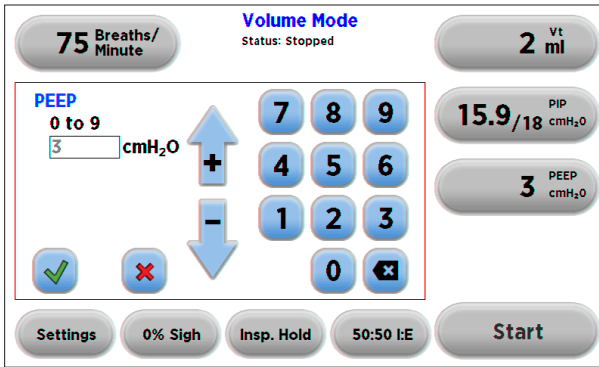 75 Breaths/
Minute
Volume Mode
Status: Stopped
2 Vt
ml
PEEP
0 to 9
3 cmH₂O
+
−
7 8 9
4 5 6
1 2 3
0
15.9/18 PIP
cmH₂0
3 PEEP
cmH₂0
Settings
0% Sigh
Insp. Hold
50:50 I:E
Start